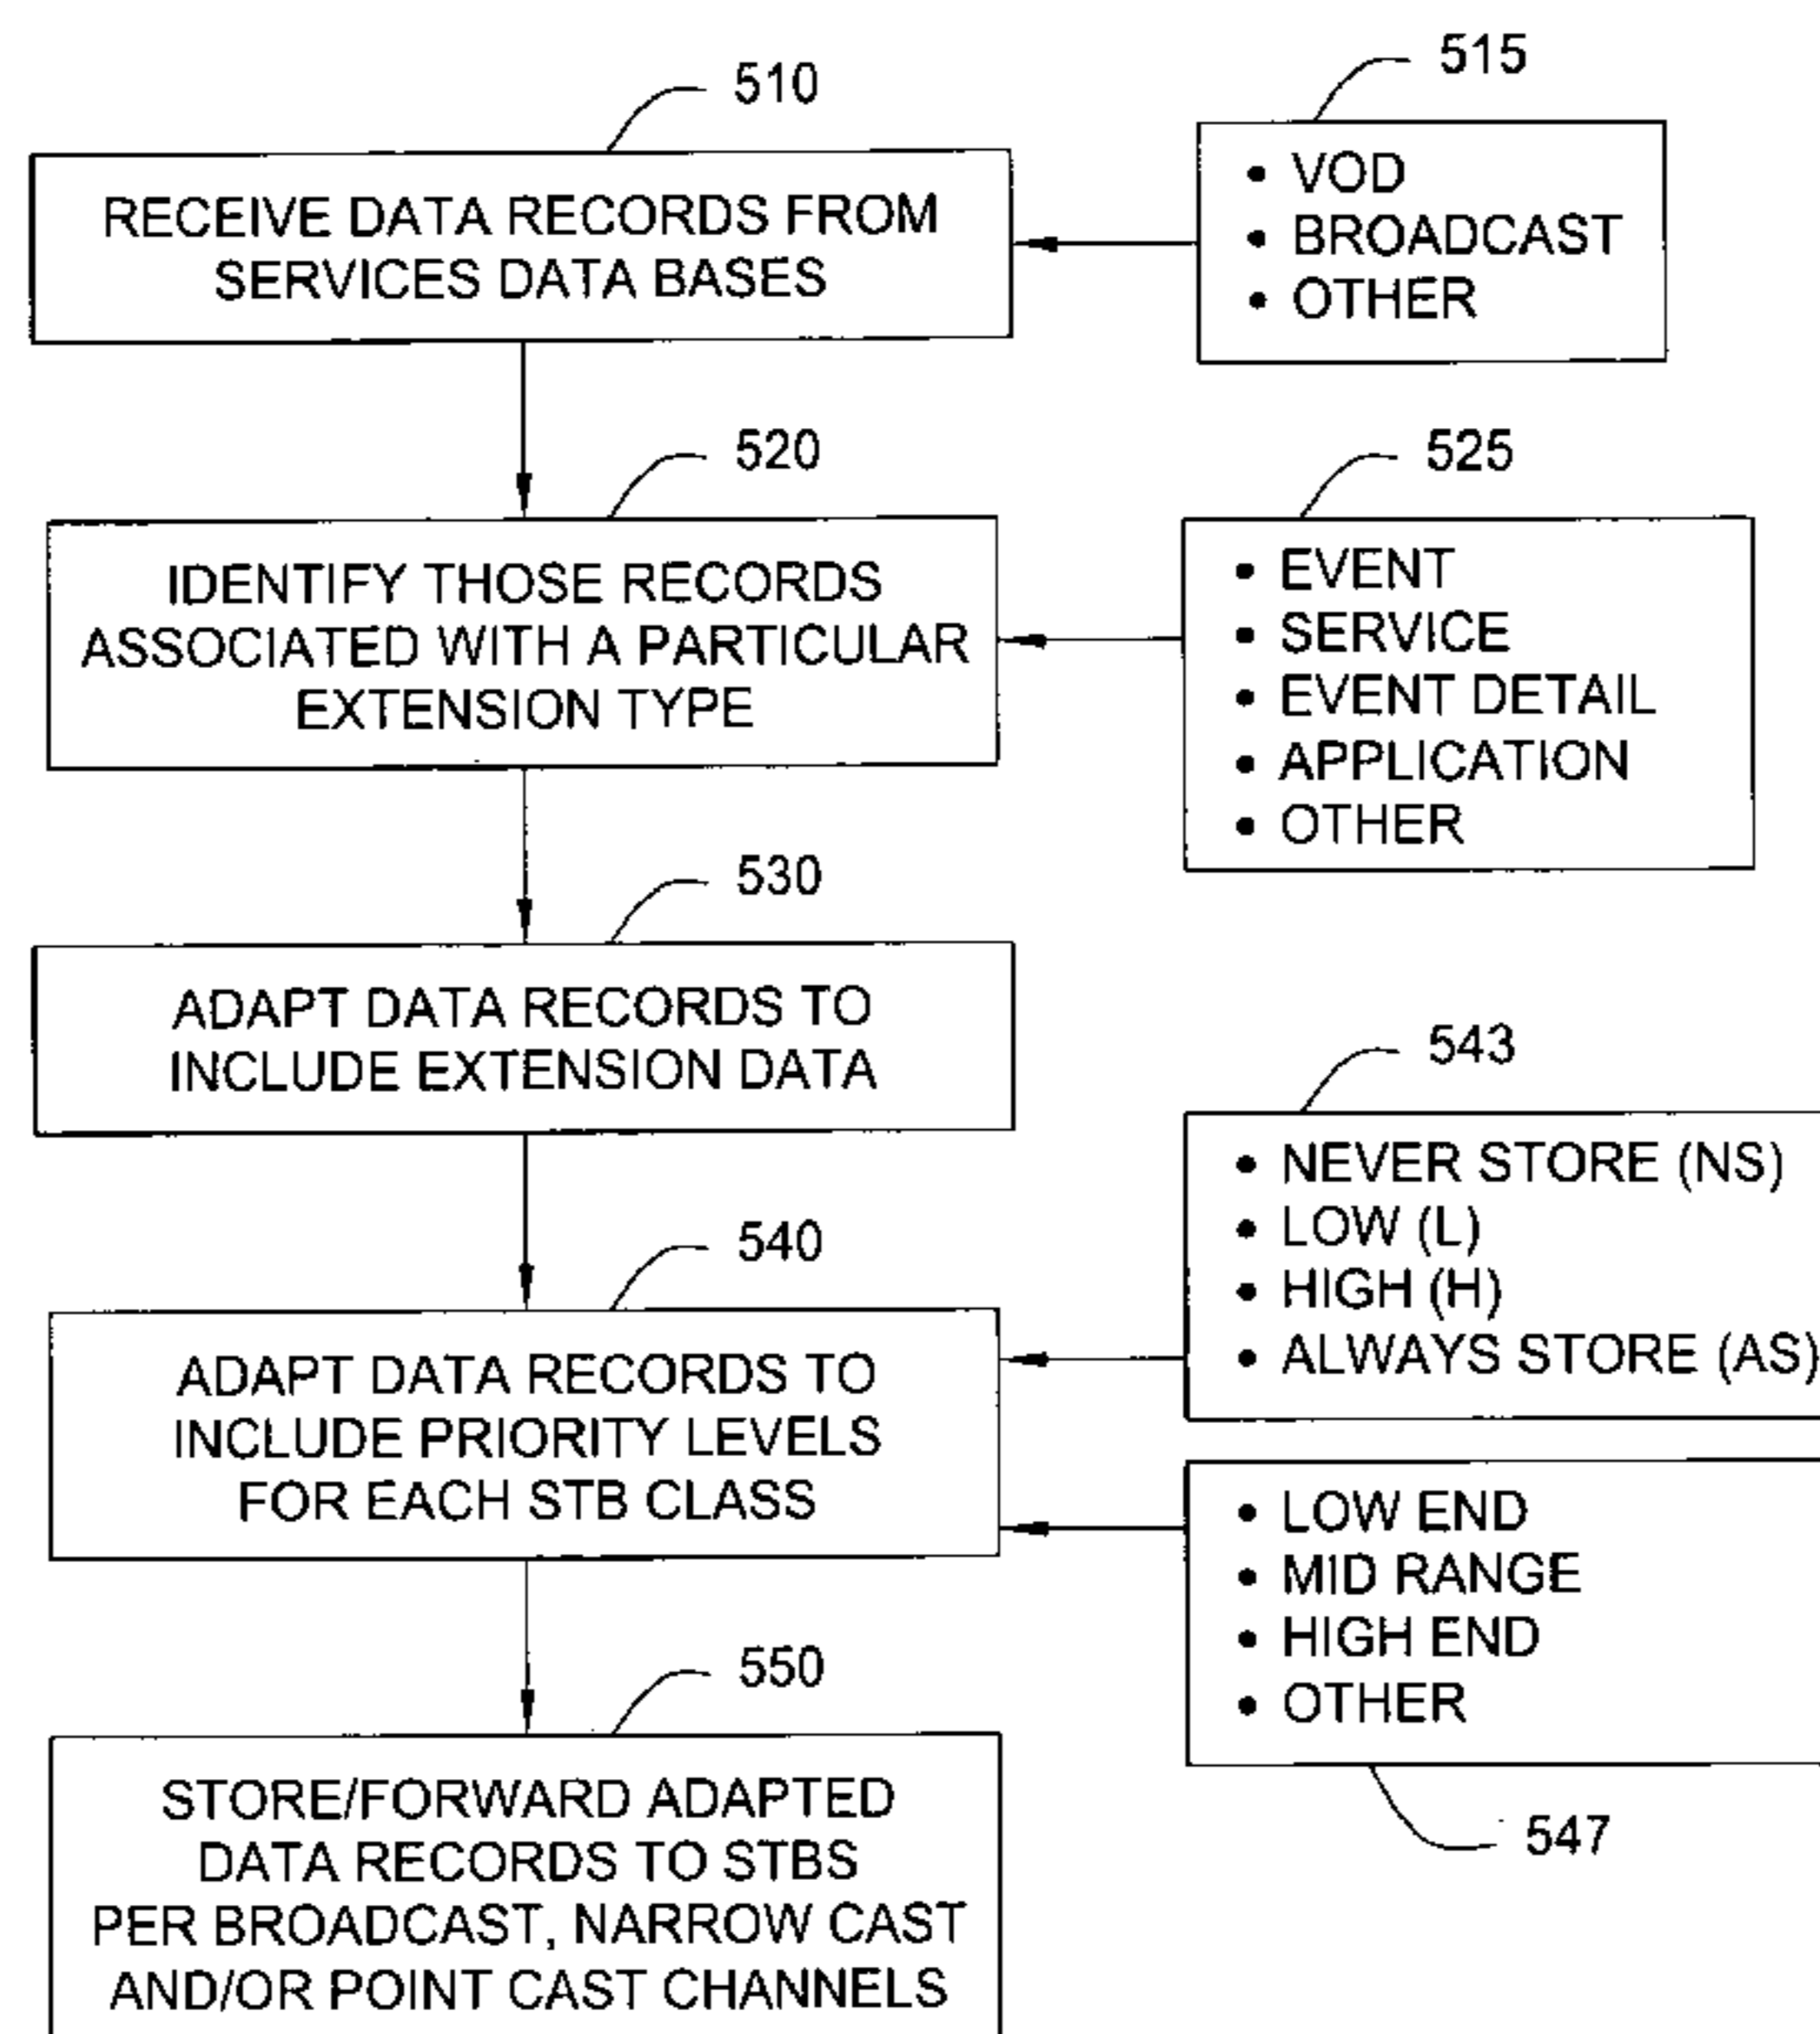 510
515
RECEIVE DATA RECORDS FROM
SERVICES DATA BASES
• VOD
• BROADCAST
• OTHER
520
525
IDENTIFY THOSE RECORDS
ASSOCIATED WITH A PARTICULAR
EXTENSION TYPE
• EVENT
• SERVICE
• EVENT DETAIL
• APPLICATION
• OTHER
530
ADAPT DATA RECORDS TO
INCLUDE EXTENSION DATA
543
• NEVER STORE (NS)
• LOW (L)
• HIGH (H)
• ALWAYS STORE (AS)
540
ADAPT DATA RECORDS TO
INCLUDE PRIORITY LEVELS
FOR EACH STB CLASS
• LOW END
• MID RANGE
• HIGH END
• OTHER
547
550
STORE/FORWARD ADAPTED
DATA RECORDS TO STBS
PER BROADCAST, NARROW CAST
AND/OR POINT CAST CHANNELS